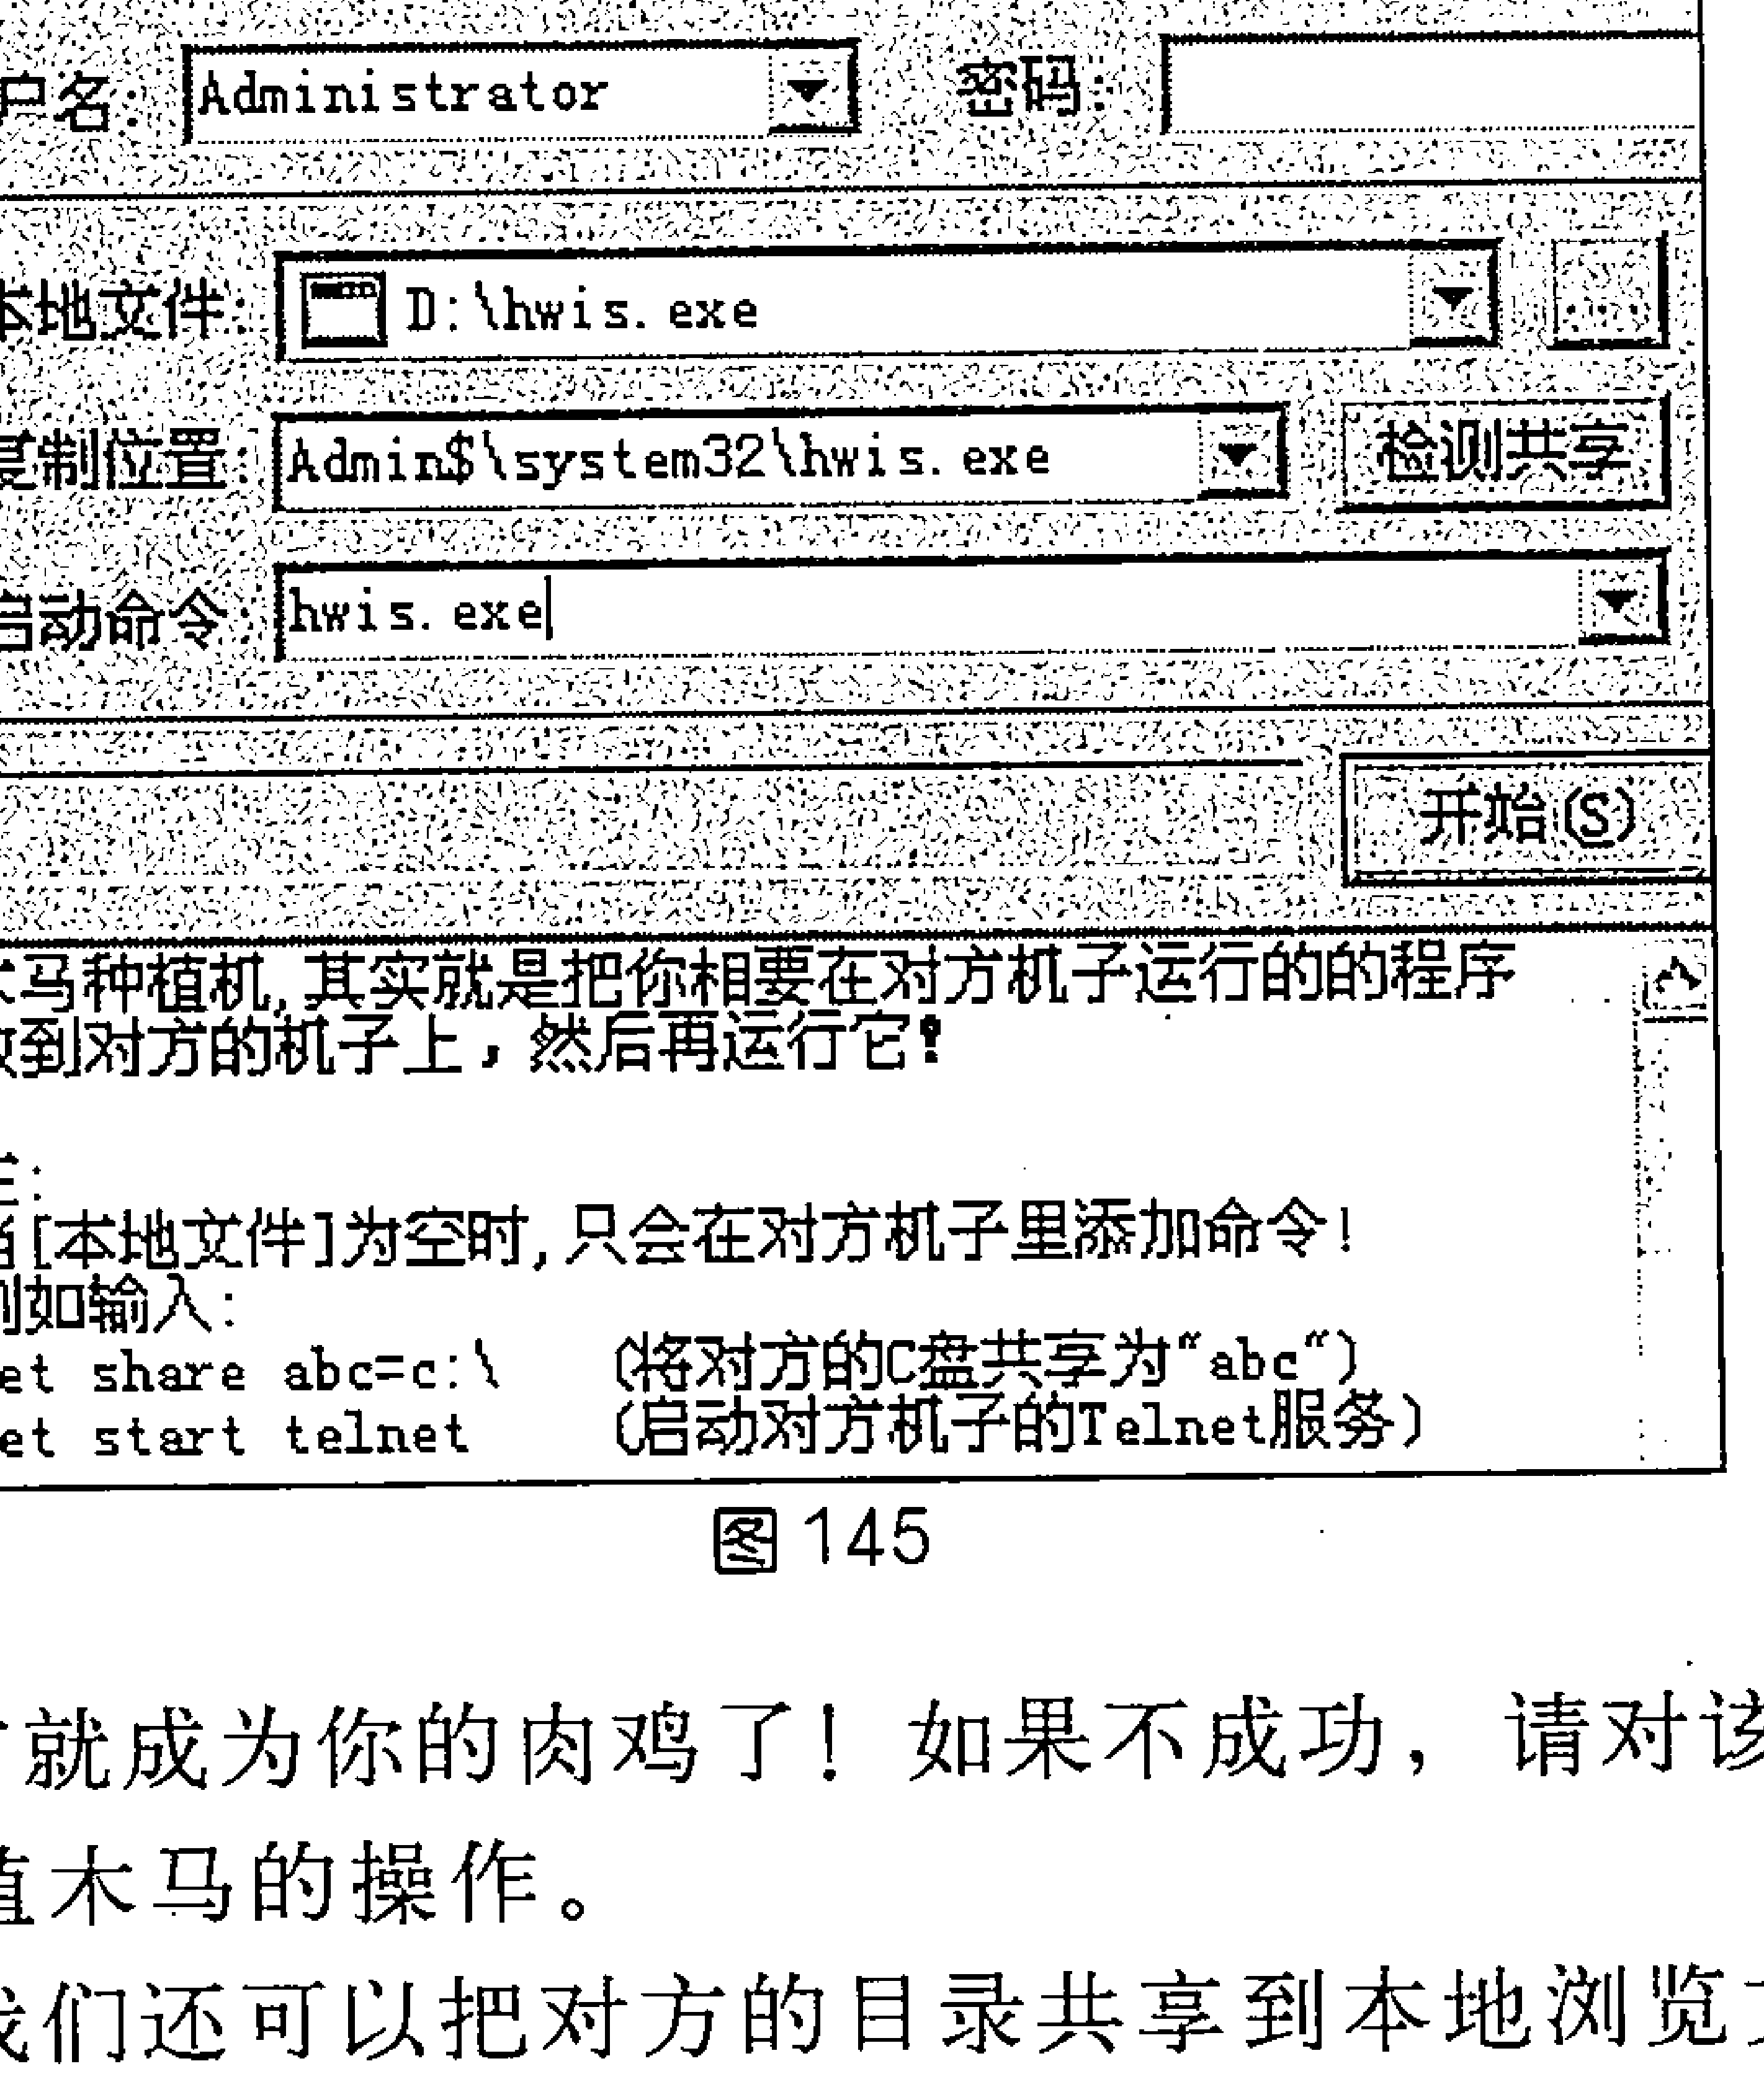 户名: Administrator 密码:
本地文件: D:\hwis.exe
复制位置: Admin$\system32\hwis.exe 检测共享
启动命令: hwis.exe
开始(S)
木马种植机,其实就是把你相要在对方机子运行的的程序
到对方的机子上，然后再运行它!
当[本地文件]为空时,只会在对方机子里添加命令!
例如输入:
et share abc=c:\ (将对方的C盘共享为"abc")
et start telnet (启动对方机子的Telnet服务)
图 145
就成为你的肉鸡了！如果不成功，请对该
植木马的操作。
我们还可以把对方的目录共享到本地浏览